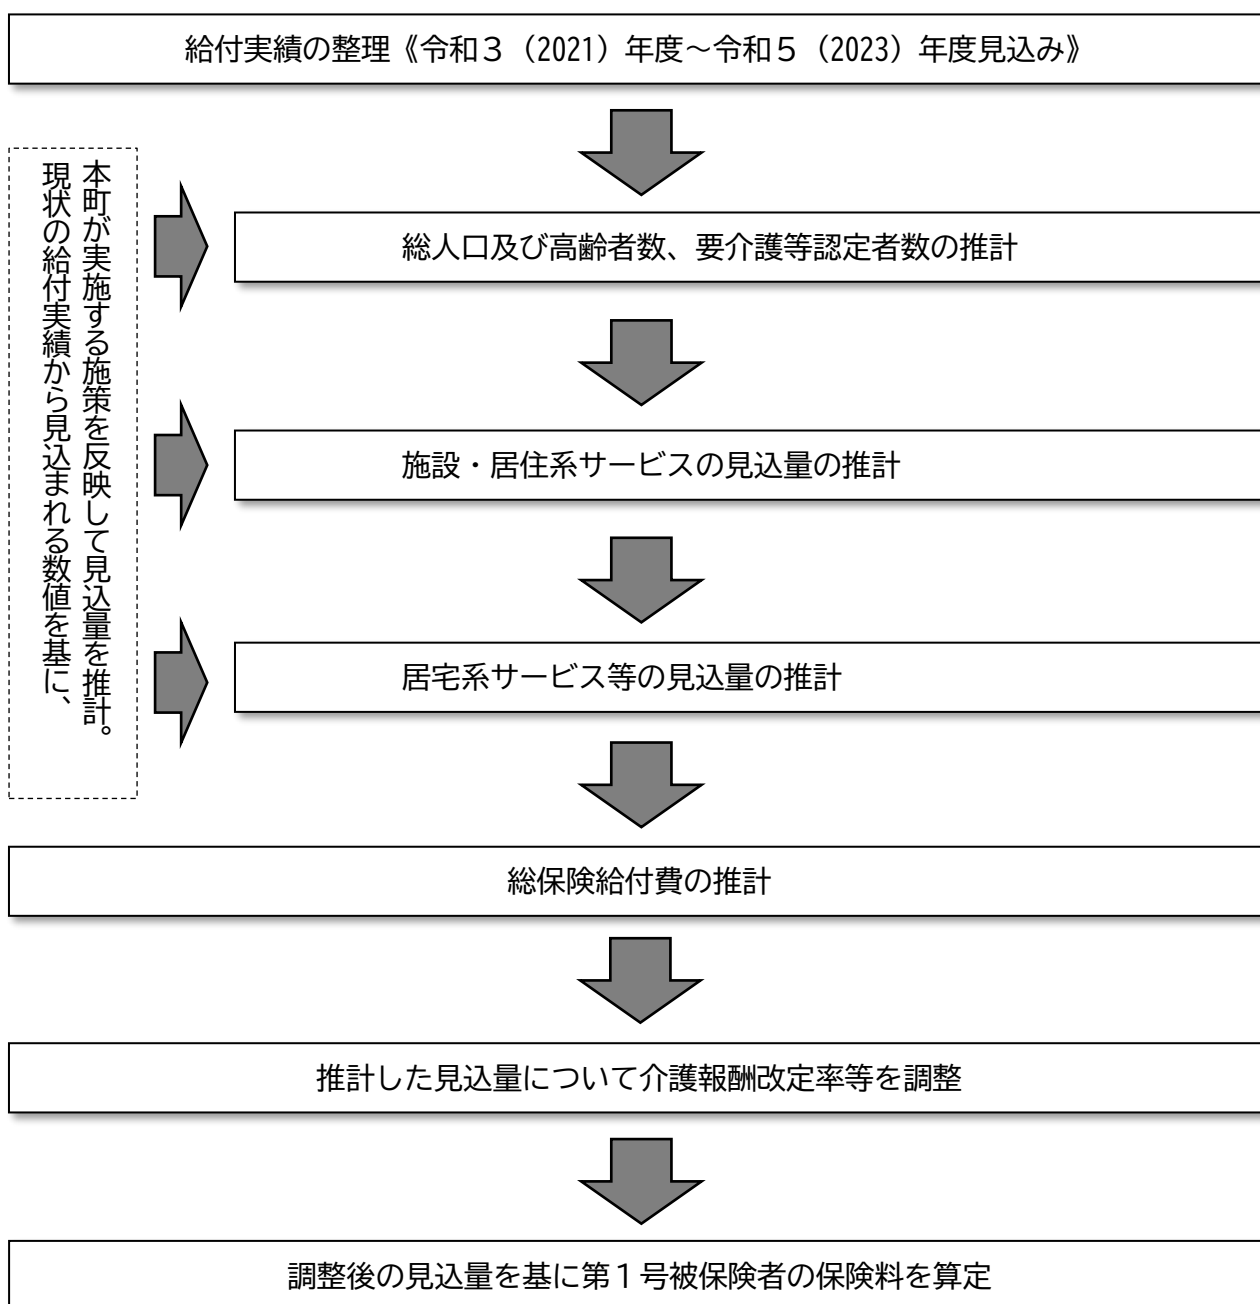 給付実績の整理《令和３（2021）年度～令和５（2023）年度見込み》
現状の給付実績から見込まれる数値を基に、
本町が実施する施策を反映して見込量を推計。
総人口及び高齢者数、要介護等認定者数の推計
施設・居住系サービスの見込量の推計
居宅系サービス等の見込量の推計
総保険給付費の推計
推計した見込量について介護報酬改定率等を調整
調整後の見込量を基に第１号被保険者の保険料を算定